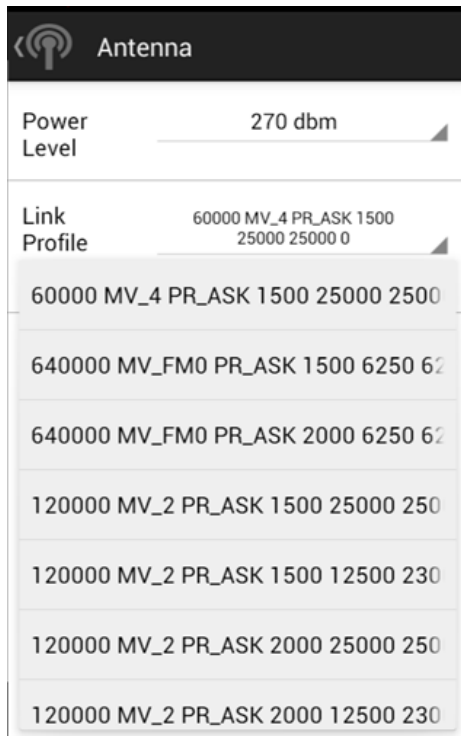 Antenna
Power
Level
270 dbm
Link
Profile
60000 MV_4 PR_ASK 1500
25000 25000 0
60000 MV_4 PR_ASK 1500 25000 2500
640000 MV_FM0 PR_ASK 1500 6250 62
640000 MV_FM0 PR_ASK 2000 6250 62
120000 MV_2 PR_ASK 1500 25000 250
120000 MV_2 PR_ASK 1500 12500 230
120000 MV_2 PR_ASK 2000 25000 250
120000 MV_2 PR_ASK 2000 12500 230